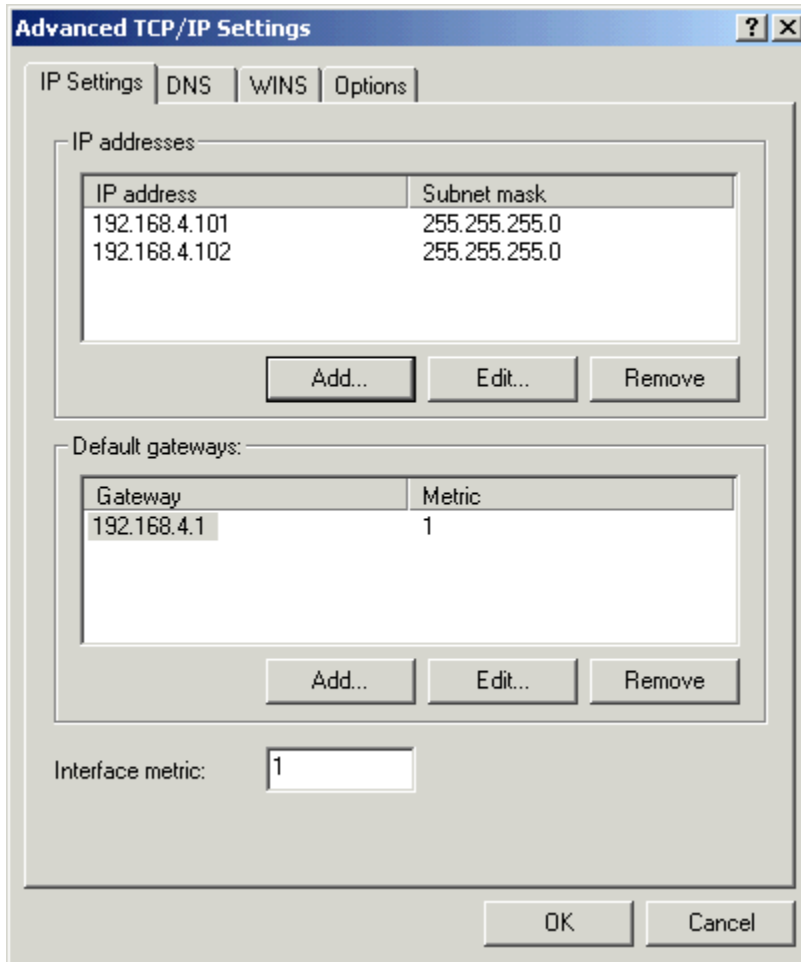 Advanced TCP/IP Settings
IP Settings DNS WINS Options
IP addresses
IP address Subnet mask
192.168.4.101 255.255.255.0
192.168.4.102 255.255.255.0
Add... Edit... Remove
Default gateways:
Gateway Metric
192.168.4.1 1
Add... Edit... Remove
Interface metric: 1
OK Cancel